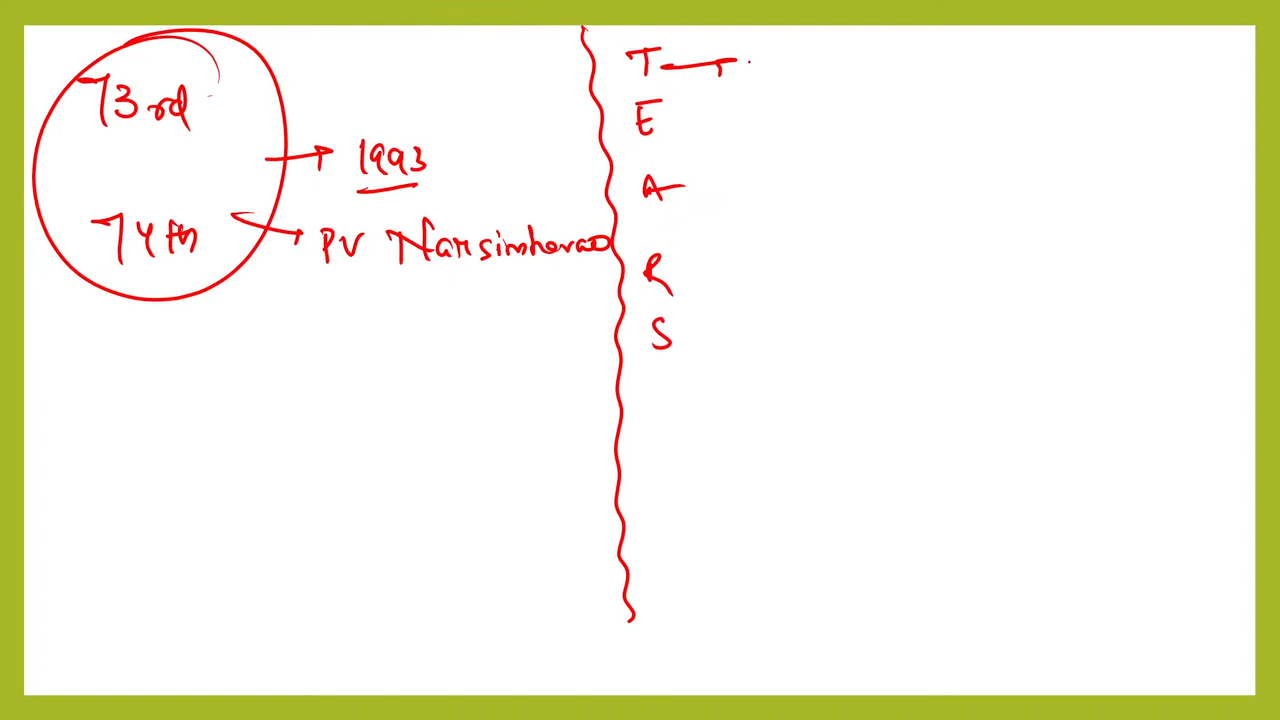 73rd
→ 1993
74th
→ PV Narsimharao
T — T
E
A
R
S